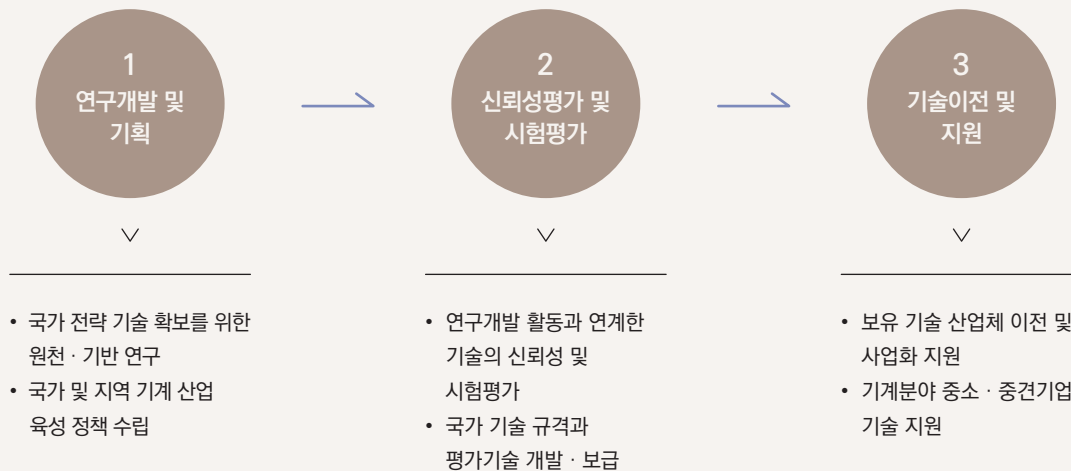 1
연구개발 및
기획
2
신뢰성평가 및
시험평가
3
기술이전 및
지원
• 국가 전략 기술 확보를 위한
원천 · 기반 연구
• 국가 및 지역 기계 산업
육성 정책 수립
• 연구개발 활동과 연계한
기술의 신뢰성 및
시험평가
• 국가 기술 규격과
평가기술 개발 · 보급
• 보유 기술 산업체 이전 및
사업화 지원
• 기계분야 중소 · 중견기업
기술 지원